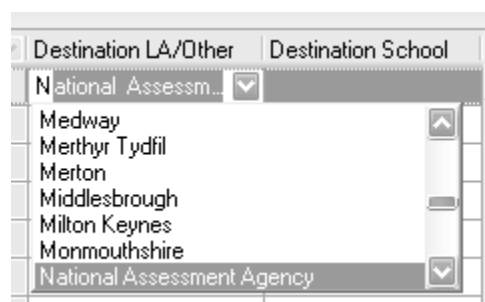 Destination LA/Other Destination School
National Assessm...
Medway
Merthyr Tydfil
Merton
Middlesbrough
Milton Keynes
Monmouthshire
National Assessment Agency